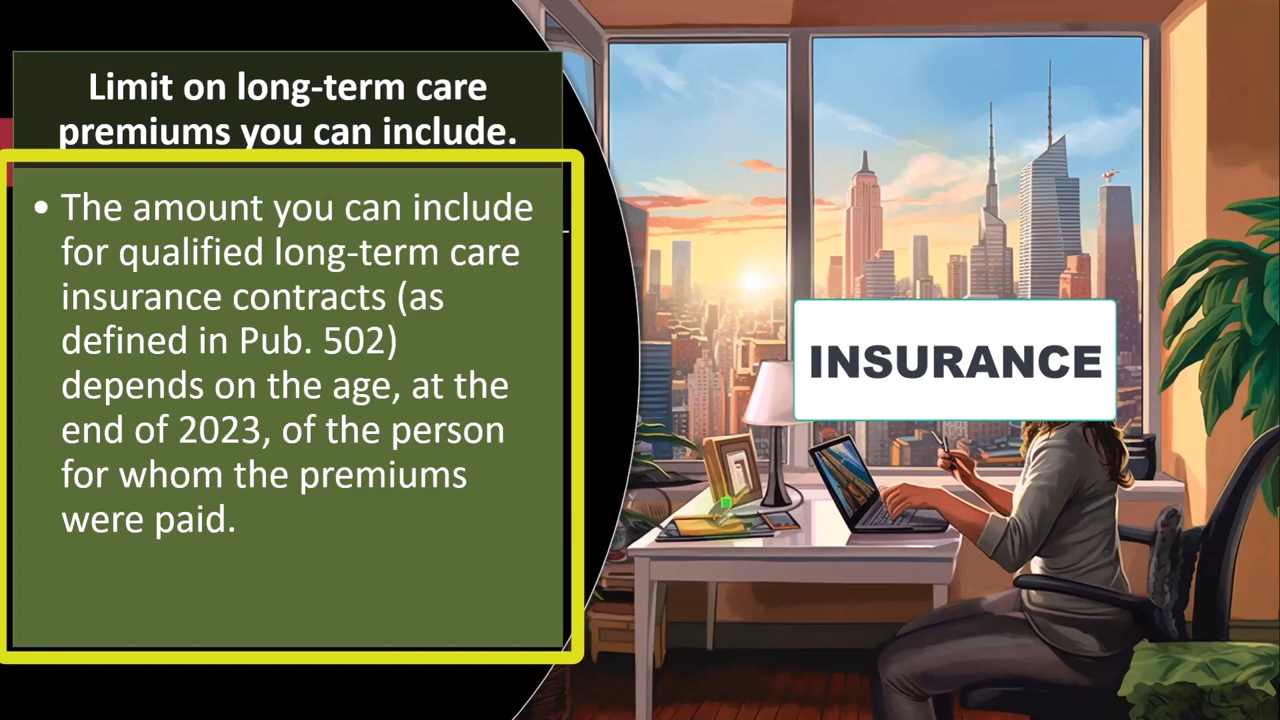 Limit on long-term care
premiums you can include.
• The amount you can include
for qualified long-term care
insurance contracts (as
defined in Pub. 502)
depends on the age, at the
end of 2023, of the person
for whom the premiums
were paid.
INSURANCE